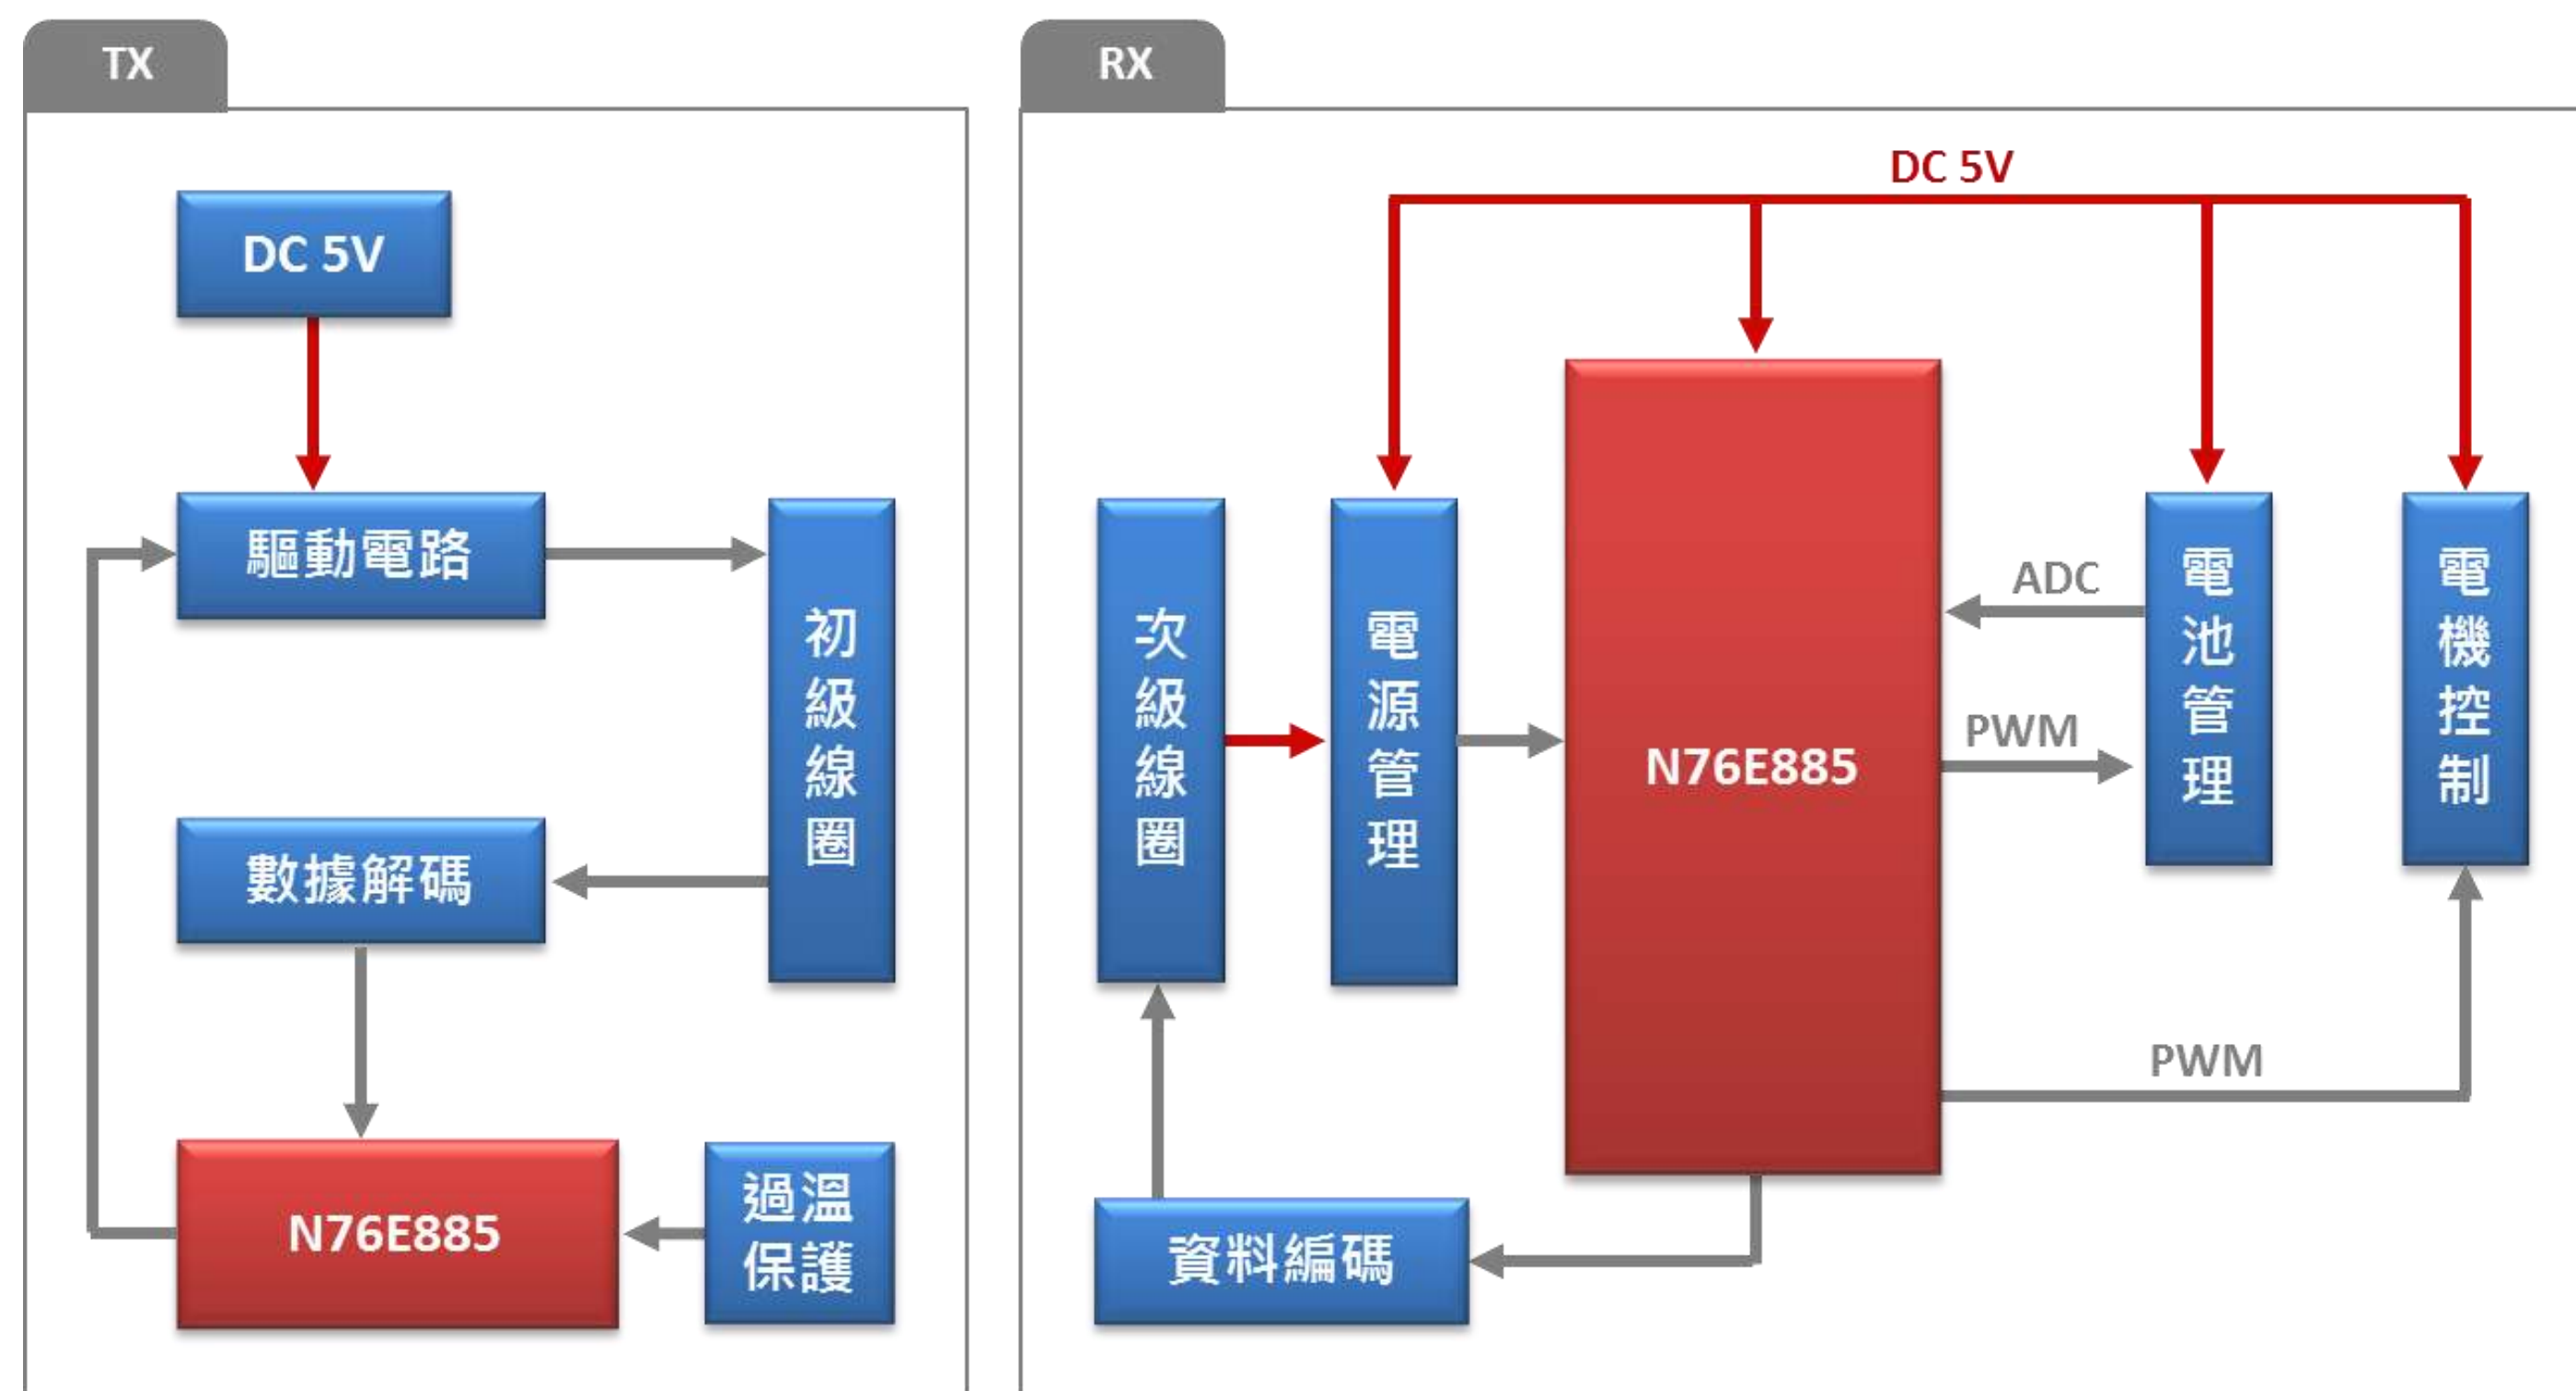 TX
DC 5V
驅動電路
初級線圈
數據解碼
N76E885
過溫
保護
RX
DC 5V
次級線圈
電源管理
N76E885
ADC
PWM
電池管理
電機控制
PWM
資料編碼